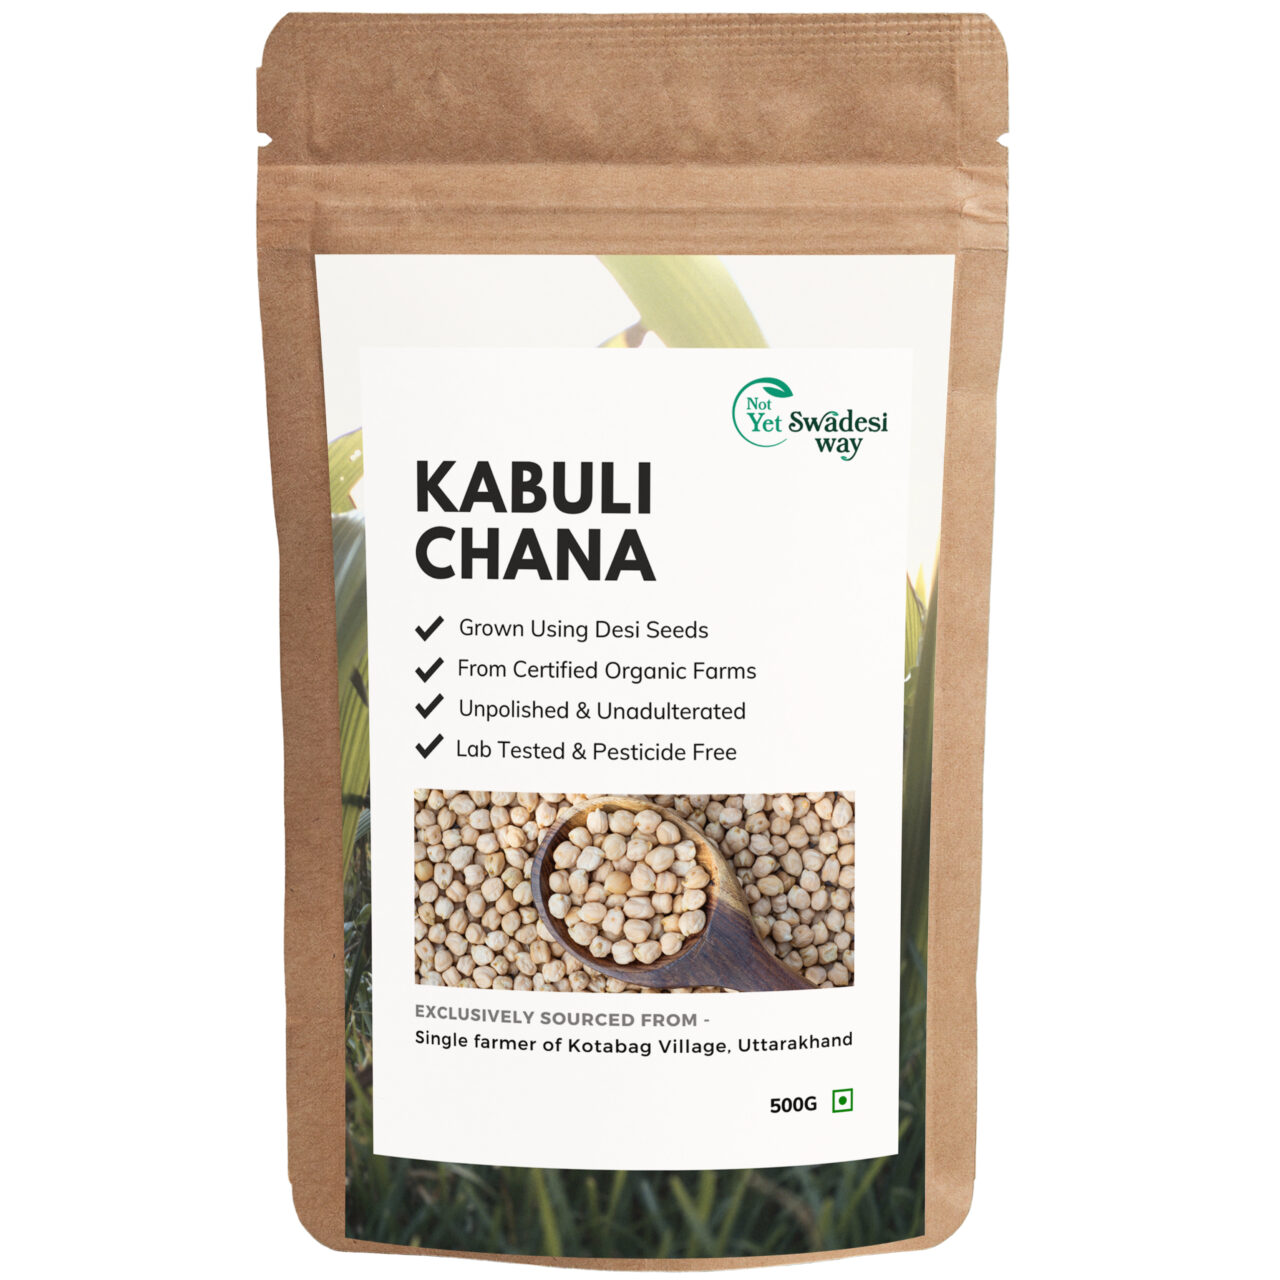 Not
Yet Swadesi
way
KABULI
CHANA
Grown Using Desi Seeds
From Certified Organic Farms
Unpolished & Unadulterated
Lab Tested & Pesticide Free
EXCLUSIVELY SOURCED FROM -
Single farmer of Kotabag Village, Uttarakhand
500G